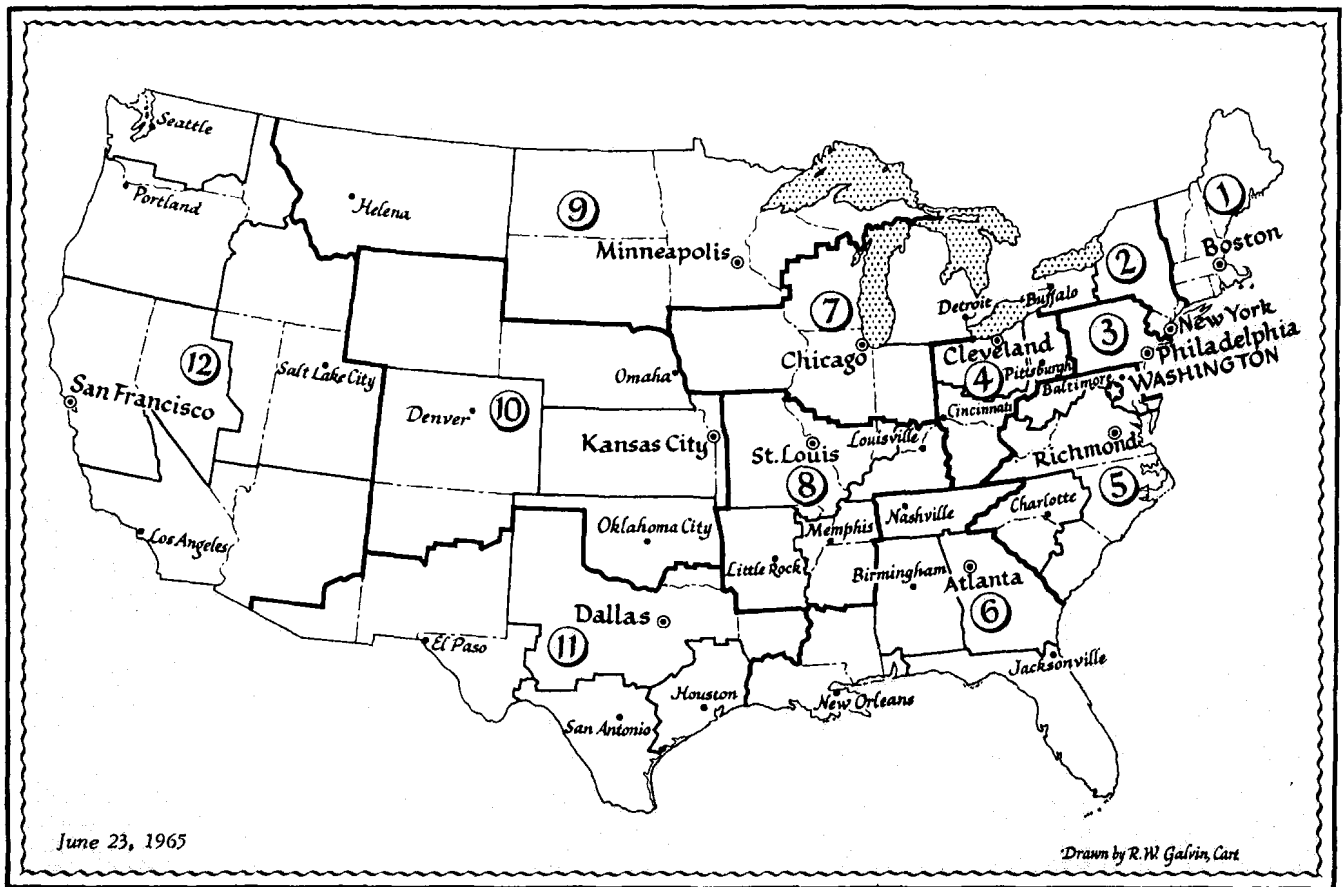 Seattle
Portland
Helena
9
Minneapolis
1
Boston
2
Buffalo
Detroit
7
Chicago
Cleveland
4
Pittsburgh
3
New York
Philadelphia
WASHINGTON
Baltimore
Cincinnati
12
San Francisco
Salt Lake City
Omaha
Denver
10
Kansas City
St. Louis
8
Louisville
Richmond
5
Los Angeles
Oklahoma City
Memphis
Nashville
Charlotte
Little Rock
Birmingham
Atlanta
6
Dallas
11
El Paso
Jacksonville
Houston
New Orleans
San Antonio
June 23, 1965
Drawn by R.W. Galvin, Cart.